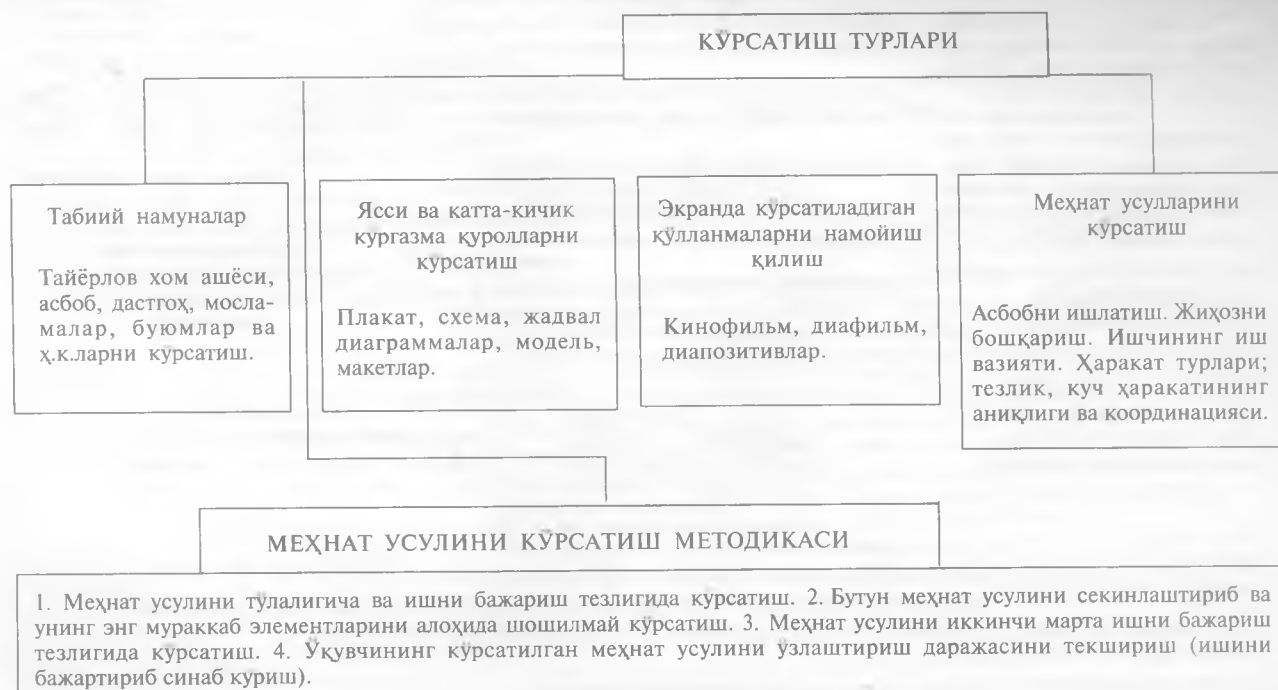 КЎРСАТИШ ТУРЛАРИ
Табиий намуналар
Тайёрлов хом ашёси,
асбоб, дастгоҳ, мосла-
малар, буюмлар ва
ҳ.к.ларни кўрсатиш.
Ясси ва катта-кичик
кўргазма қуролларни
кўрсатиш
Плакат, схема, жадвал
диаграммалар, модель,
макетлар.
Экранда кўрсатиладиган
қўлланмаларни намойиш
қилиш
Кинофильм, диафильм,
диапозитивлар.
Меҳнат усулларини
кўрсатиш
Асбобни ишлатиш. Жиҳозни
бошқариш. Ишчининг иш
вазияти. Ҳаракат турлари;
тезлик, куч ҳаракатининг
аниқлиги ва координацияси.
МЕҲНАТ УСУЛИНИ КЎРСАТИШ МЕТОДИКАСИ
1. Меҳнат усулини тўлалигича ва ишни бажариш тезлигида кўрсатиш. 2. Бутун меҳнат усулини секинлаштириб ва
унинг энг мураккаб элементларини алоҳида шошилмай кўрсатиш. 3. Меҳнат усулини иккинчи марта ишни бажариш
тезлигида кўрсатиш. 4. Ўқувчининг кўрсатилган меҳнат усулини ўзлаштириш даражасини текшириш (ишини
бажартириб синаб кўриш).